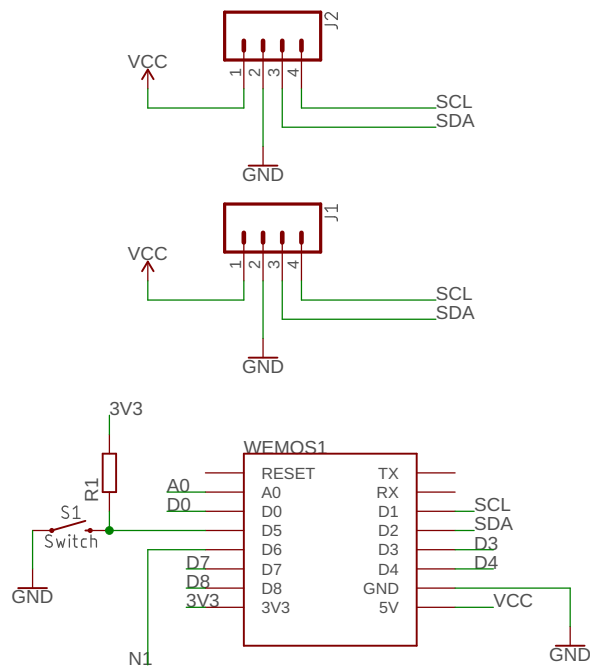 J2
VCC
1 2 3 4
SCL
SDA
GND
J1
VCC
1 2 3 4
SCL
SDA
GND
3V3
WEMOS1
R1
RESET TX
A0 A0 RX
D0 D0 D1 SCL
S1
D5 D2 SDA
Switch
D6 D3 D3
D7 D7 D4 D4
D8 D8 GND
GND
3V3 3V3 5V VCC
GND
N1